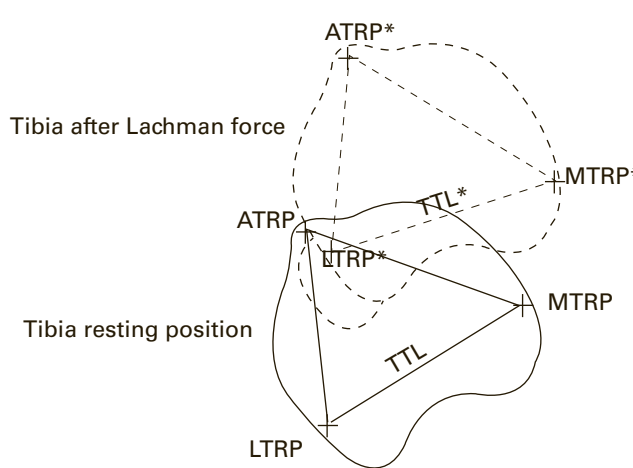 ATRP*
Tibia after Lachman force
MTRP*
TTL*
ATRP
LTRP*
MTRP
Tibia resting position
TTL
LTRP